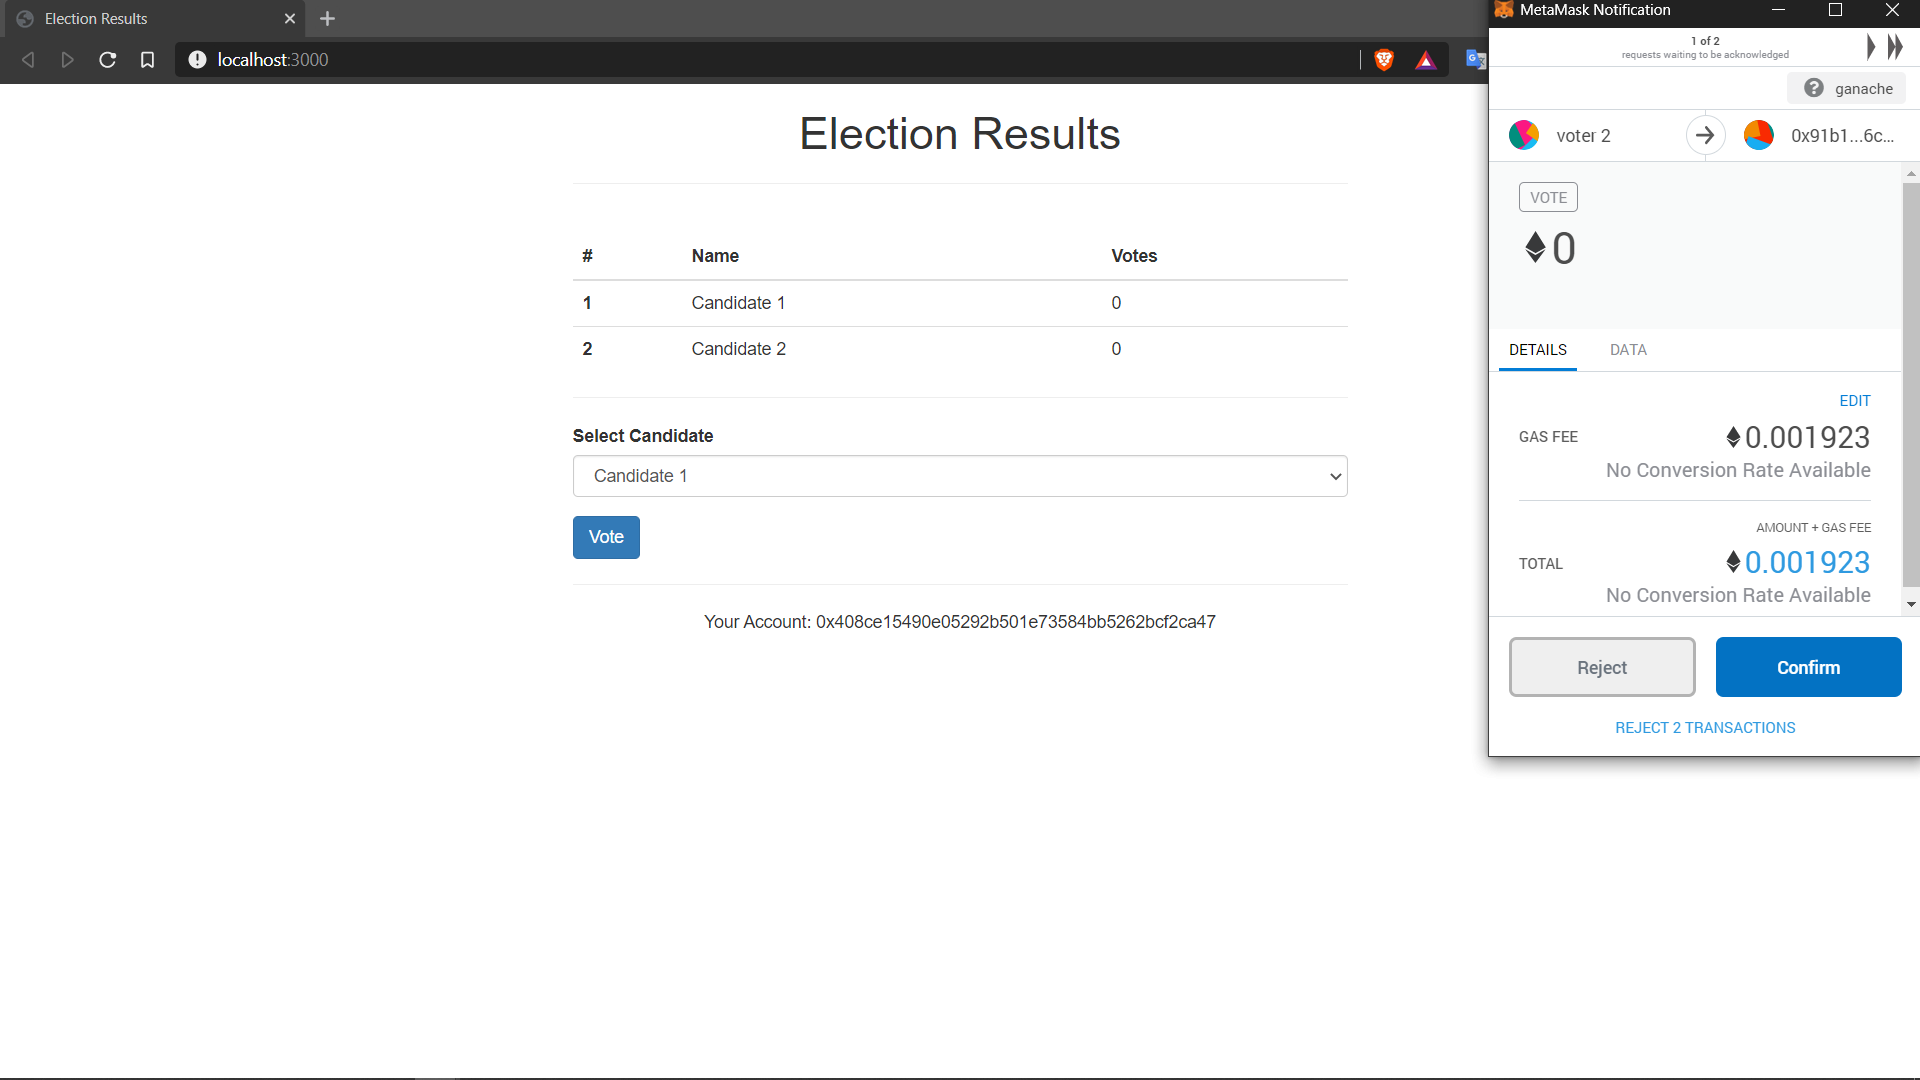 Election Results
localhost:3000
Election Results
# Name Votes
1 Candidate 1 0
2 Candidate 2 0
Select Candidate
Candidate 1
Vote
Your Account: 0x408ce15490e05292b501e73584bb5262bcf2ca47
MetaMask Notification
1 of 2
requests waiting to be acknowledged
ganache
voter 2 0x91b1...6c...
VOTE
0
DETAILS DATA
EDIT
GAS FEE 0.001923
No Conversion Rate Available
AMOUNT + GAS FEE
TOTAL 0.001923
No Conversion Rate Available
Reject Confirm
REJECT 2 TRANSACTIONS